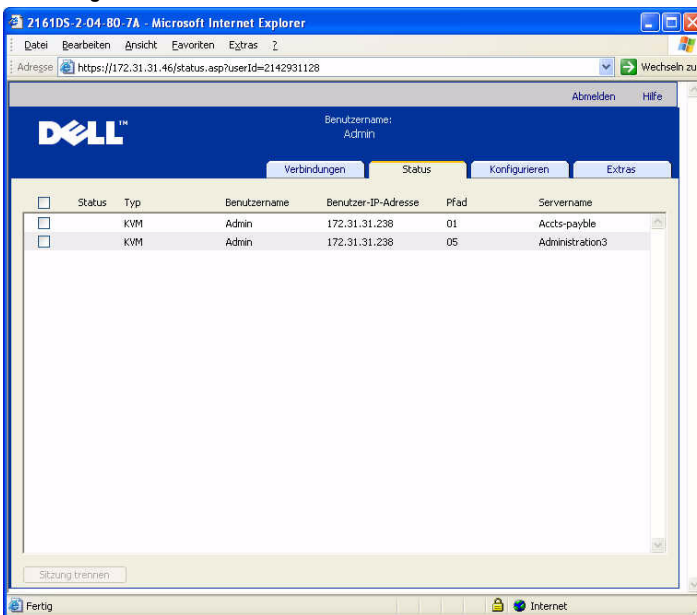 2161DS-2-04-80-7A - Microsoft Internet Explorer
Datei Bearbeiten Ansicht Favoriten Extras ?
Adresse https://172.31.31.46/status.asp?userId=2142931128 Wechseln zu
Abmelden Hilfe
DELL™
Benutzername:
Admin
Verbindungen Status Konfigurieren Extras
Status Typ Benutzername Benutzer-IP-Adresse Pfad Servername
KVM Admin 172.31.31.238 01 Accts-payble
KVM Admin 172.31.31.238 05 Administration3
Sitzung trennen
Fertig Internet